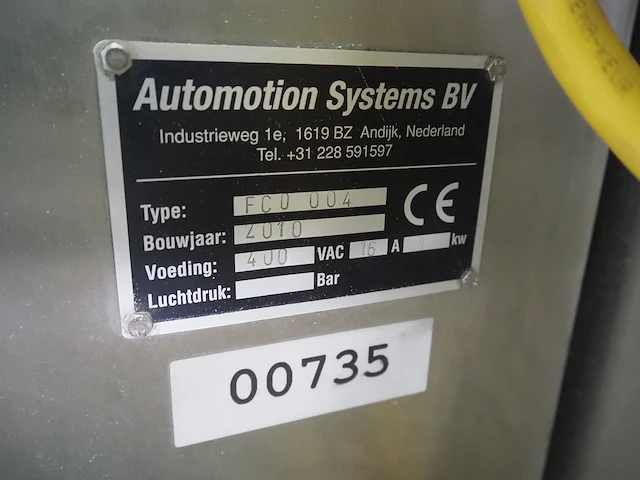 Automotion Systems BV
Industrieweg 1e, 1619 BZ Andijk, Nederland
Tel. +31 228 591597
Type: FCO 004 CE
Bouwjaar: 2010
Voeding: 400 VAC 16 A kw
Luchtdruk: Bar
00735